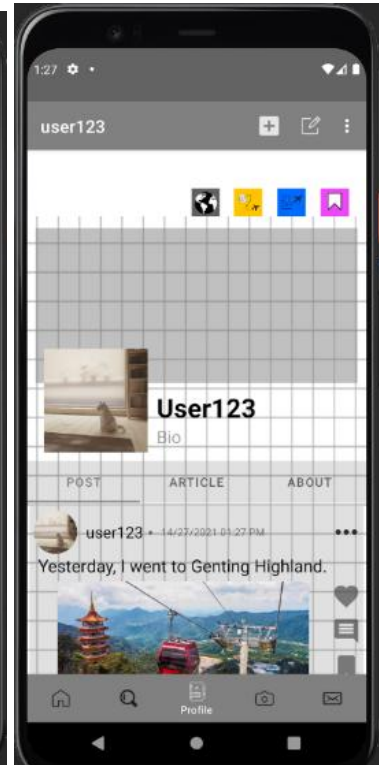 1:27
user123
User123
Bio
POST ARTICLE ABOUT
user123 • 14/27/2021 01:27 PM
Yesterday, I went to Genting Highland.
Profile